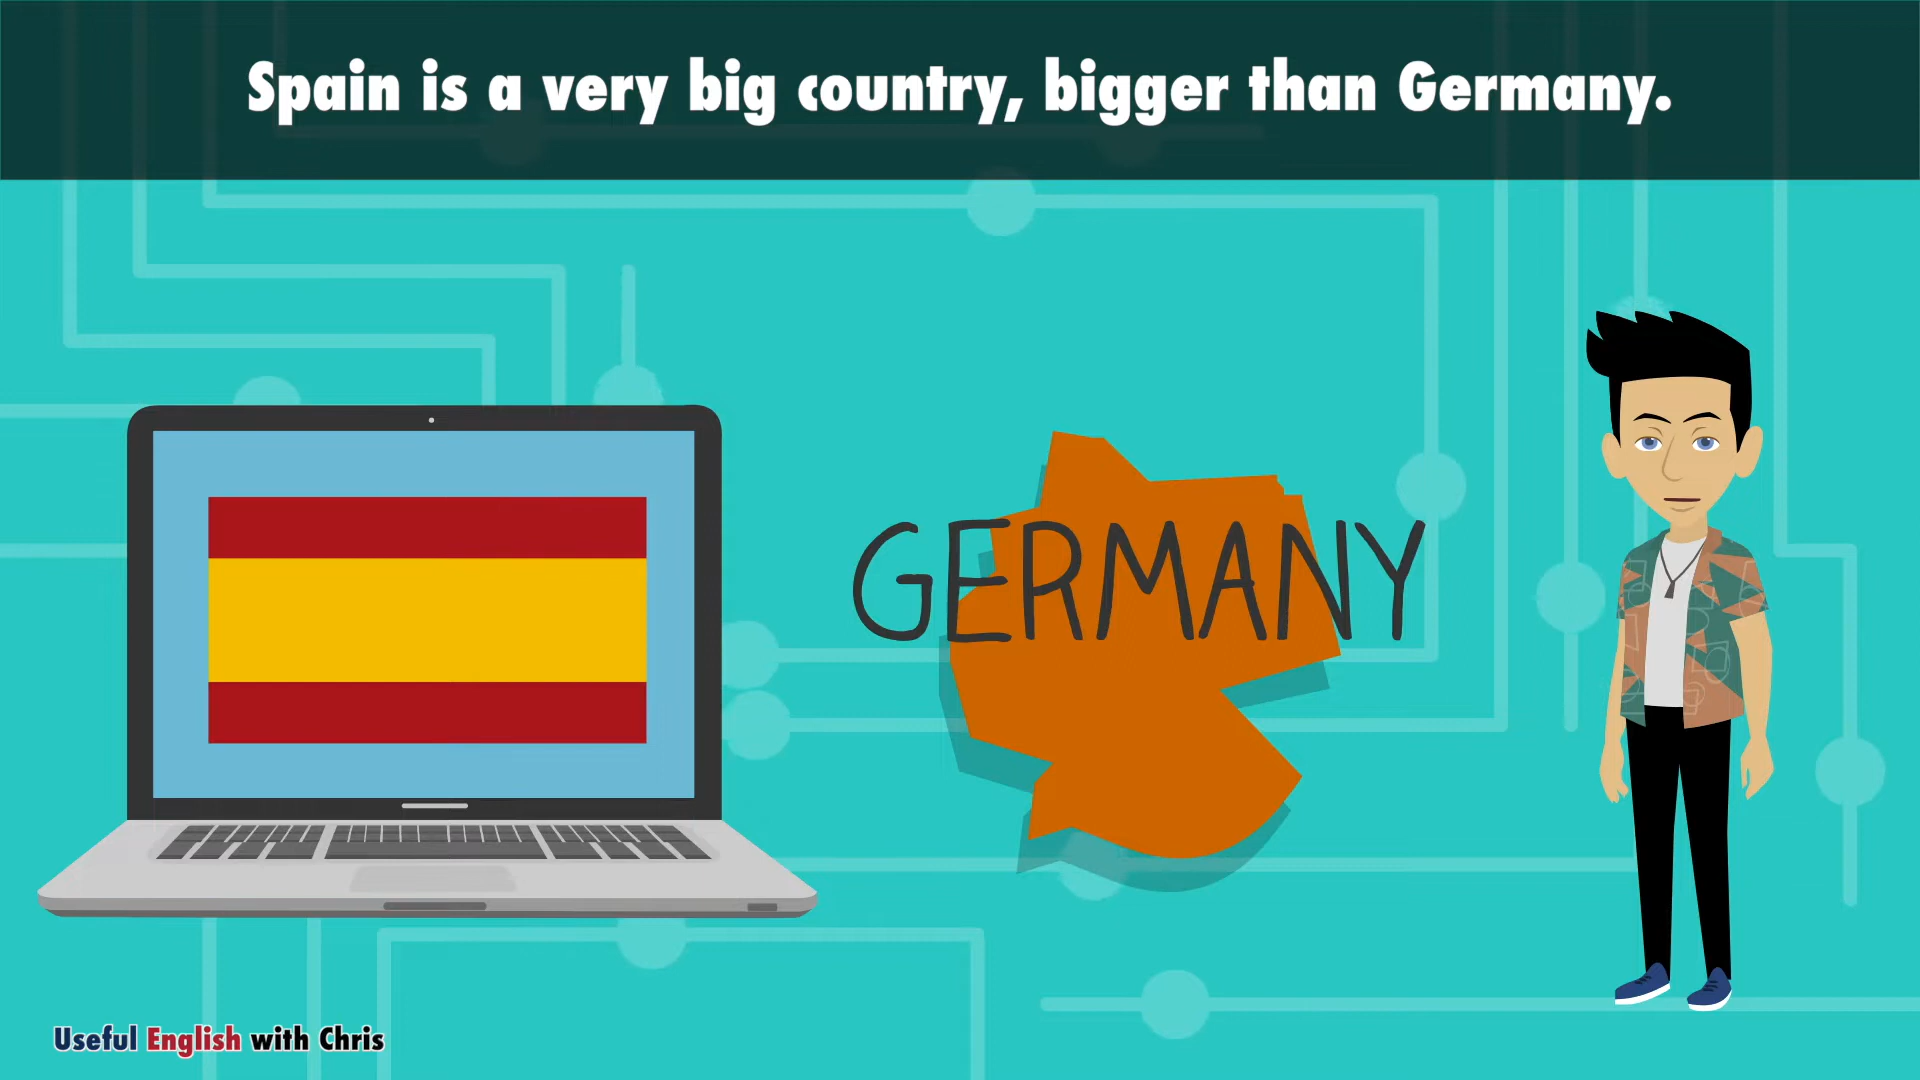 Spain is a very big country, bigger than Germany.
GERMANY
Useful English with Chris